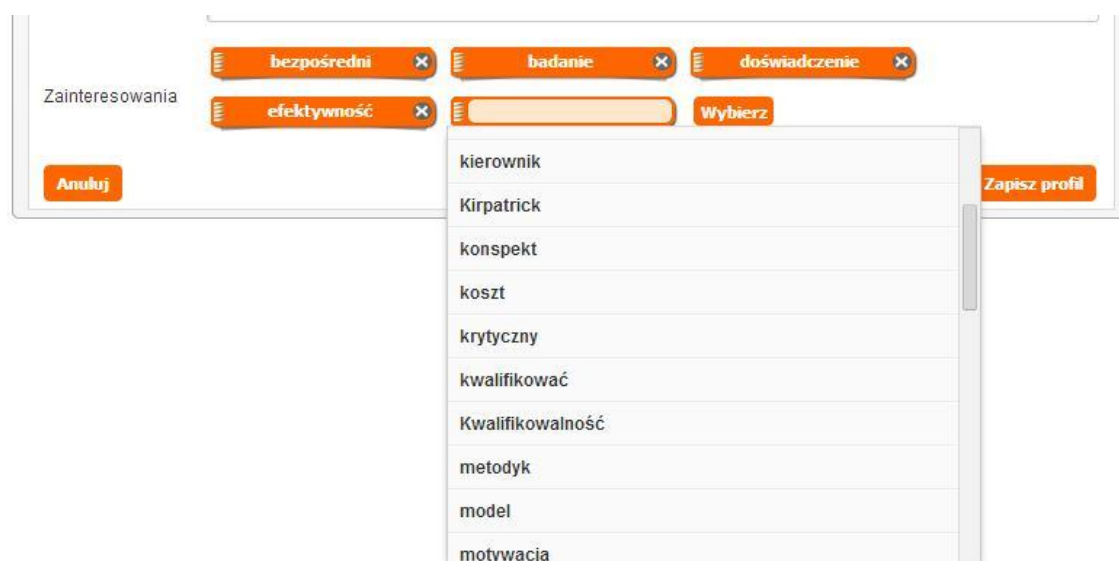 bezpośredni
badanie
doświadczenie
Zainteresowania
efektywność
Wybierz
Anuluj
Zapisz profil
kierownik
Kirpatrick
konspekt
koszt
krytyczny
kwalifikować
Kwalifikowalność
metodyk
model
motywacja